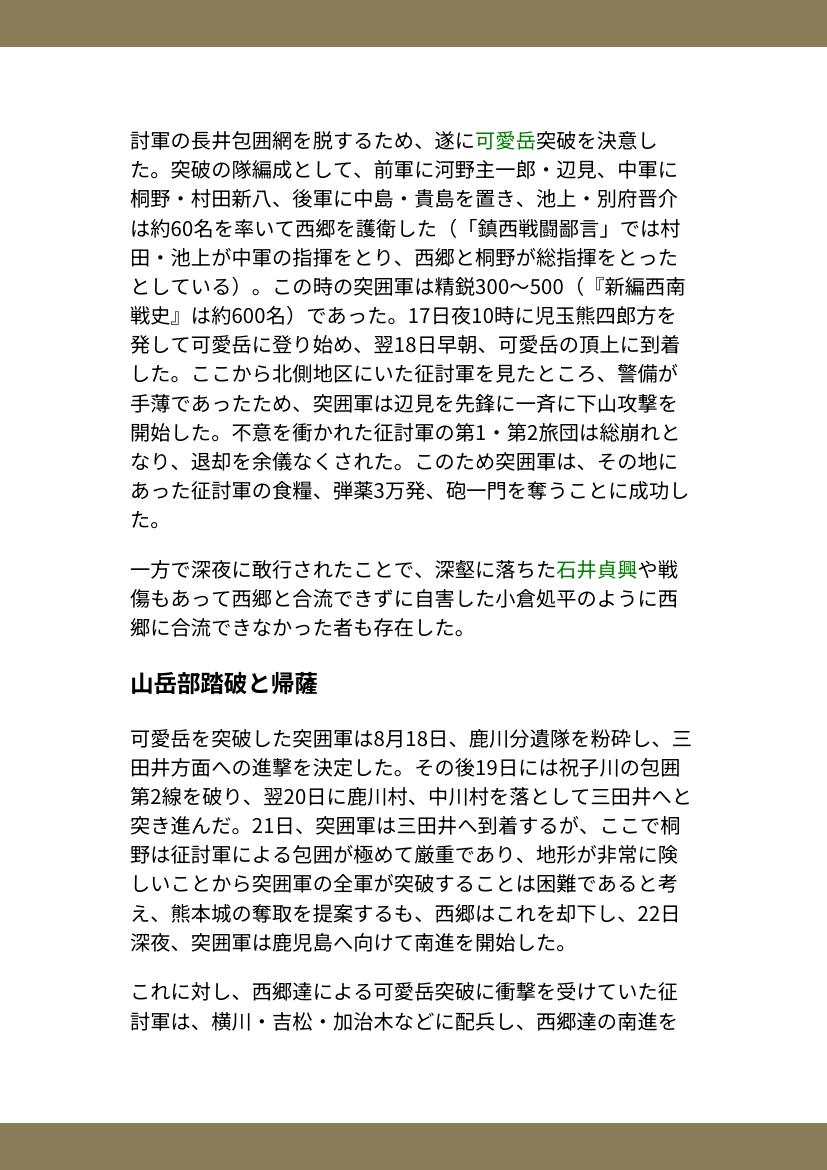 討軍の長井包囲網を脱するため、遂に可愛岳突破を決意し
た。突破の隊編成として、前軍に河野主一郎・辺見、中軍に
桐野・村田新八、後軍に中島・貴島を置き、池上・別府晋介
は約60名を率いて西郷を護衛した（「鎮西戦闘鄙言」では村
田・池上が中軍の指揮をとり、西郷と桐野が総指揮をとった
としている）。この時の突囲軍は精鋭300〜500（『新編西南
戦史』は約600名）であった。17日夜10時に児玉熊四郎方を
発して可愛岳に登り始め、翌18日早朝、可愛岳の頂上に到着
した。ここから北側地区にいた征討軍を見たところ、警備が
手薄であったため、突囲軍は辺見を先鋒に一斉に下山攻撃を
開始した。不意を衝かれた征討軍の第1・第2旅団は総崩れと
なり、退却を余儀なくされた。このため突囲軍は、その地に
あった征討軍の食糧、弾薬3万発、砲一門を奪うことに成功し
た。
一方で深夜に敢行されたことで、深壑に落ちた石井貞興や戦
傷もあって西郷と合流できずに自害した小倉処平のように西
郷に合流できなかった者も存在した。
山岳部踏破と帰薩
可愛岳を突破した突囲軍は8月18日、鹿川分遺隊を粉砕し、三
田井方面への進撃を決定した。その後19日には祝子川の包囲
第2線を破り、翌20日に鹿川村、中川村を落として三田井へと
突き進んだ。21日、突囲軍は三田井へ到着するが、ここで桐
野は征討軍による包囲が極めて厳重であり、地形が非常に険
しいことから突囲軍の全軍が突破することは困難であると考
え、熊本城の奪取を提案するも、西郷はこれを却下し、22日
深夜、突囲軍は鹿児島へ向けて南進を開始した。
これに対し、西郷達による可愛岳突破に衝撃を受けていた征
討軍は、横川・吉松・加治木などに配兵し、西郷達の南進を